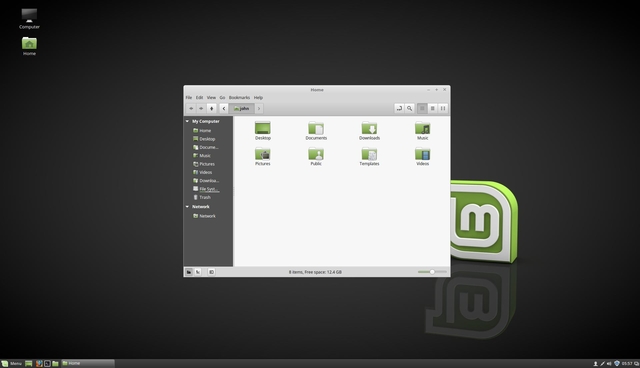 Computer
Home
Home
File Edit View Go Bookmarks Help
john
My Computer
Home
Desktop
Docume...
Music
Pictures
Videos
Downloa...
File Sys...
Trash
Network
Network
Desktop Documents Downloads Music
Pictures Public Templates Videos
8 items, Free space: 12.4 GB
Menu Home 05:57